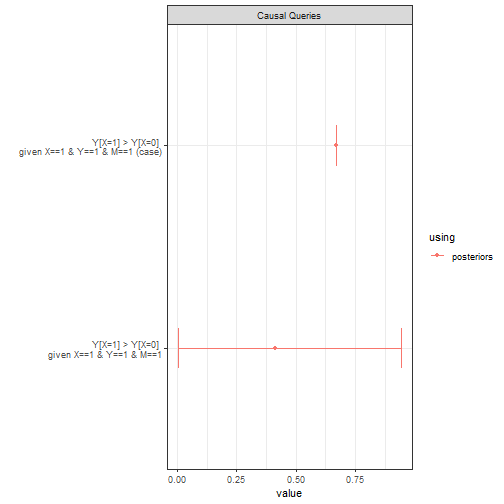 Causal Queries
Y[X=1] > Y[X=0]
given X==1 & Y==1 & M==1 (case)
Y[X=1] > Y[X=0]
given X==1 & Y==1 & M==1
using
posteriors
0.00 0.25 0.50 0.75
value